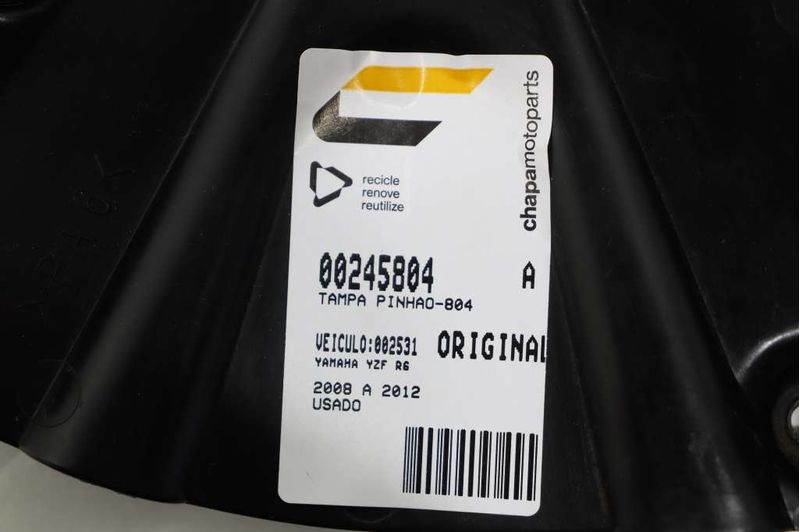 chapamotoparts
recicle
renove
reutilize
00245804 A
TAMPA PINHAO-804
VEICULO:002531 ORIGINAL
YAMAHA YZF R6
2008 A 2012
USADO